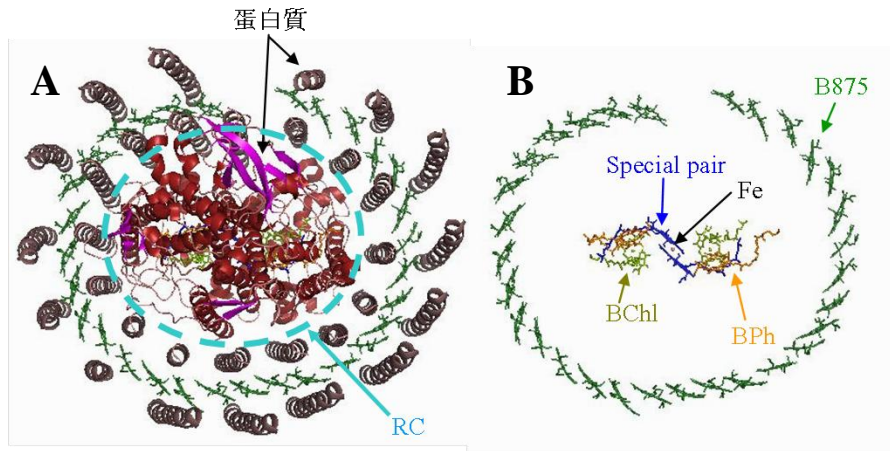 蛋白質
A
RC
B
B875
Special pair
Fe
BChl
BPh